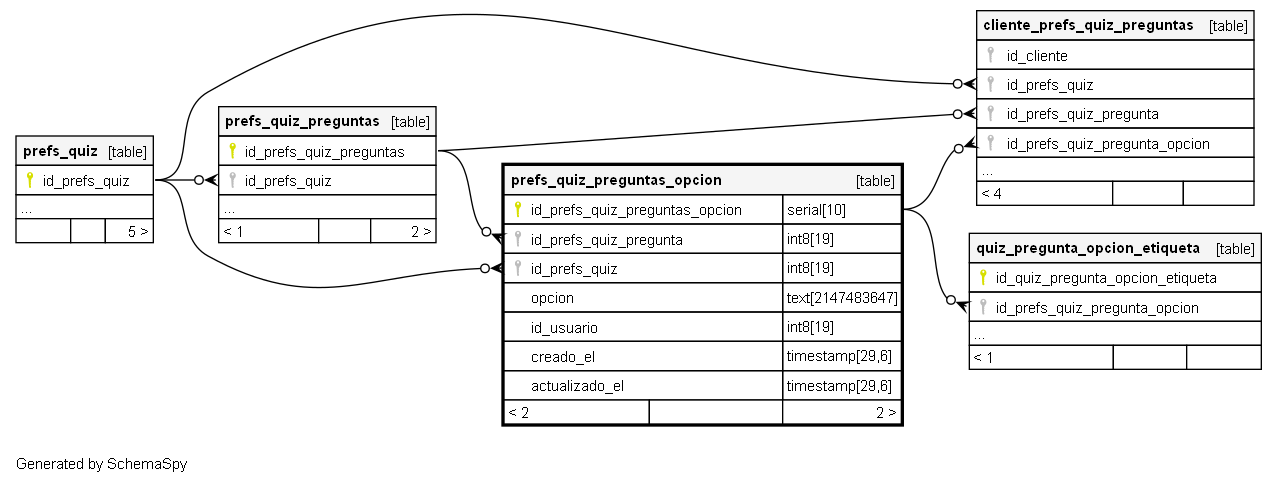 prefs_quiz [table]
id_prefs_quiz
...
5 >
prefs_quiz_preguntas [table]
id_prefs_quiz_preguntas
id_prefs_quiz
...
< 1 2 >
prefs_quiz_preguntas_opcion [table]
id_prefs_quiz_preguntas_opcion serial[10]
id_prefs_quiz_pregunta int8[19]
id_prefs_quiz int8[19]
opcion text[2147483647]
id_usuario int8[19]
creado_el timestamp[29,6]
actualizado_el timestamp[29,6]
< 2 2 >
cliente_prefs_quiz_preguntas [table]
id_cliente
id_prefs_quiz
id_prefs_quiz_pregunta
id_prefs_quiz_pregunta_opcion
...
< 4
quiz_pregunta_opcion_etiqueta [table]
id_quiz_pregunta_opcion_etiqueta
id_prefs_quiz_pregunta_opcion
...
< 1
Generated by SchemaSpy